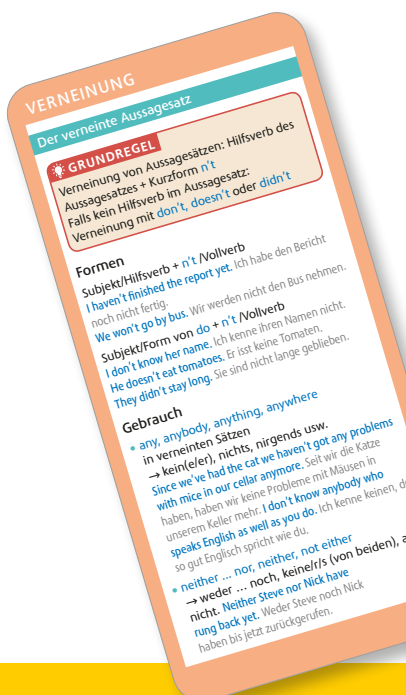 VERNEINUNG
Der verneinte Aussagesatz
GRUNDREGEL
Verneinung von Aussagesätzen: Hilfsverb des
Aussagesatzes + Kurzform n't
Falls kein Hilfsverb im Aussagesatz:
Verneinung mit don't, doesn't oder didn't
Formen
Subjekt/Hilfsverb + n't /Vollverb
I haven't finished the report yet. Ich habe den Bericht
noch nicht fertig.
We won't go by bus. Wir werden nicht den Bus nehmen.
Subjekt/Form von do + n't /Vollverb
I don't know her name. Ich kenne ihren Namen nicht.
He doesn't eat tomatoes. Er isst keine Tomaten.
They didn't stay long. Sie sind nicht lange geblieben.
Gebrauch
• any, anybody, anything, anywhere
in verneinten Sätzen
→ kein(e/er), nichts, nirgends usw.
Since we've had the cat we haven't got any problems
with mice in our cellar anymore. Seit wir die Katze
haben, haben wir keine Probleme mit Mäusen in
unserem Keller mehr. I don't know anybody who
speaks English as well as you do. Ich kenne keinen,
so gut Englisch spricht wie du.
• neither ... nor, neither, not either
→ weder ... noch, keine/r/s (von beiden),
nicht. Neither Steve nor Nick have
rung back yet. Weder Steve noch Nick
haben bis jetzt zurückgerufen.